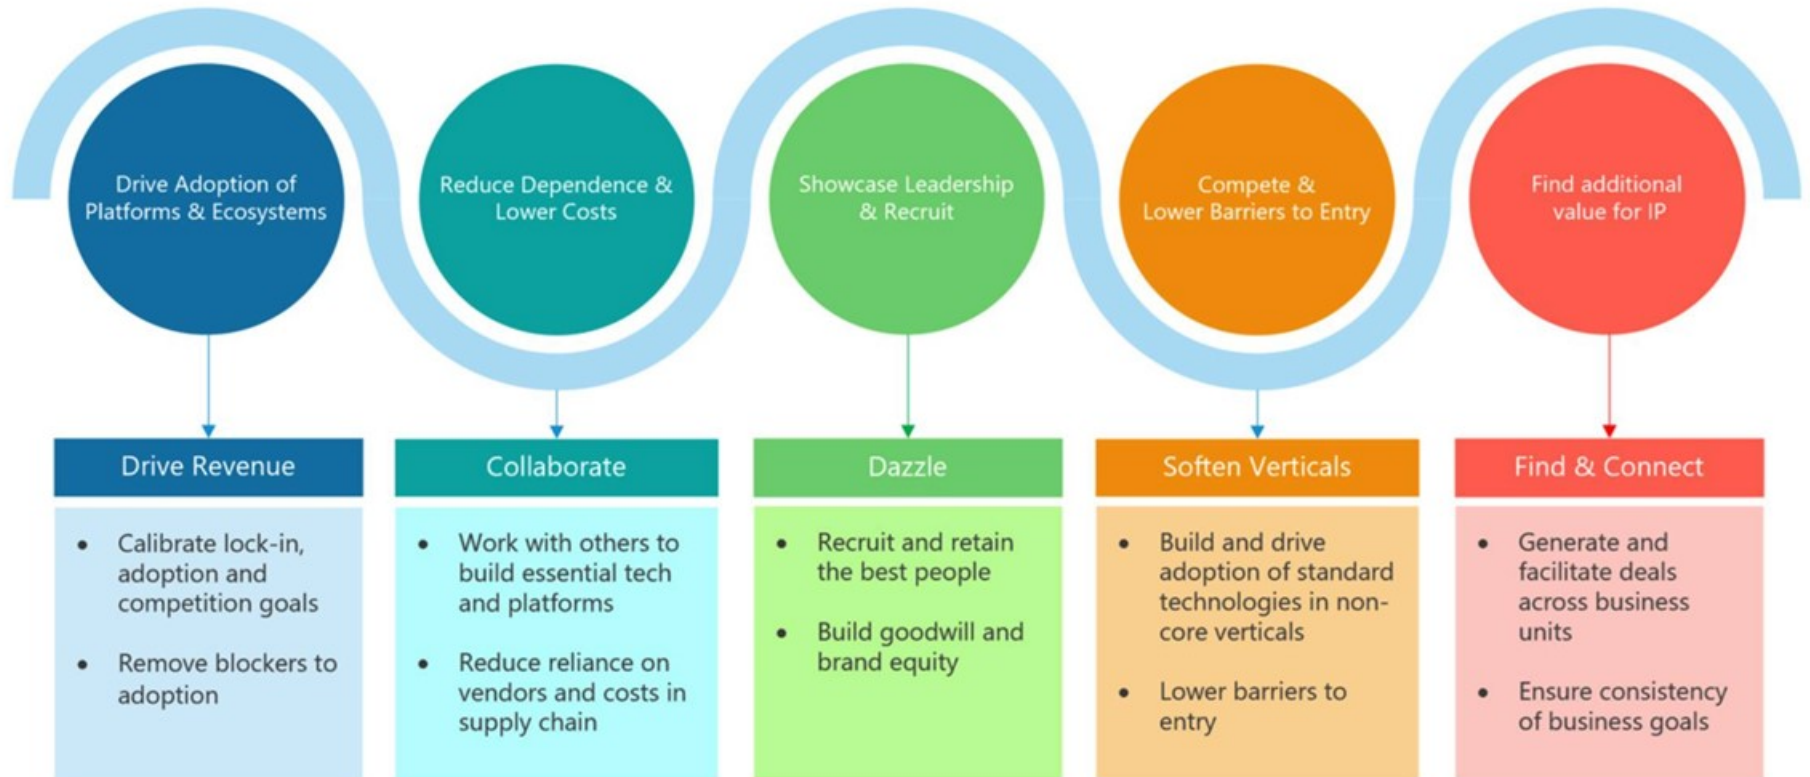 Drive Adoption of
Platforms & Ecosystems
Reduce Dependence &
Lower Costs
Showcase Leadership
& Recruit
Compete &
Lower Barriers to Entry
Find additional
value for IP
Drive Revenue
• Calibrate lock-in,
adoption and
competition goals
• Remove blockers to
adoption
Collaborate
• Work with others to
build essential tech
and platforms
• Reduce reliance on
vendors and costs in
supply chain
Dazzle
• Recruit and retain
the best people
• Build goodwill and
brand equity
Soften Verticals
• Build and drive
adoption of standard
technologies in non-
core verticals
• Lower barriers to
entry
Find & Connect
• Generate and
facilitate deals
across business
units
• Ensure consistency
of business goals